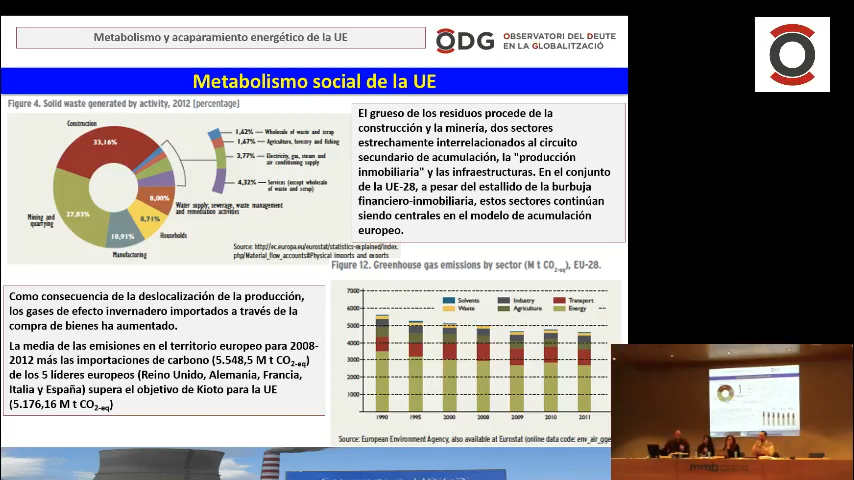 Metabolismo y acaparamiento energético de la UE
ODG
OBSERVATORI DEL DEUTE
EN LA GLOBALITZACIÓ
Metabolismo social de la UE
Figure 4. Solid waste generated by activity, 2012 [percentage]
Construction
33,16%
1,62%
Wholesale of waste and scrap
1,67%
Agriculture, forestry and fishing
3,77%
Electricity, gas, steam and
air conditioning supply
4,32%
Services (except wholesale
of waste and scrap)
8,00%
Water supply; sewerage, waste management
and remediation activities
8,71%
Households
10,91%
Manufacturing
27,83%
Mining and
quarrying
Source: http://ec.europa.eu/eurostat/statistics-explained/index.
php/Material_flow_accounts#Physical imports and exports
El grueso de los residuos procede de la
construcción y la minería, dos sectores
estrechamente interrelacionados al circuito
secundario de acumulación, la "producción
inmobiliaria" y las infraestructuras. En el conjunto
de la UE-28, a pesar del estallido de la burbuja
financiero-inmobiliaria, estos sectores continúan
siendo centrales en el modelo de acumulación
europeo.
Como consecuencia de la deslocalización de la producción,
los gases de efecto invernadero importados a través de la
compra de bienes ha aumentado.
La media de las emisiones en el territorio europeo para 2008-
2012 más las importaciones de carbono (5.548,5 M t CO2-eq)
de los 5 líderes europeos (Reino Unido, Alemania, Francia,
Italia y España) supera el objetivo de Kioto para la UE
(5.176,16 M t CO2-eq)
Figure 12. Greenhouse gas emissions by sector (M t CO2-eq), EU-28.
Solvents
Industry
Transport
Waste
Agriculture
Energy
7000
6000
5000
4000
3000
2000
1000
0
1990
1995
2000
2008
2009
2010
2011
Source: European Environment Agency, also available at Eurostat (online data code: env_air_gge